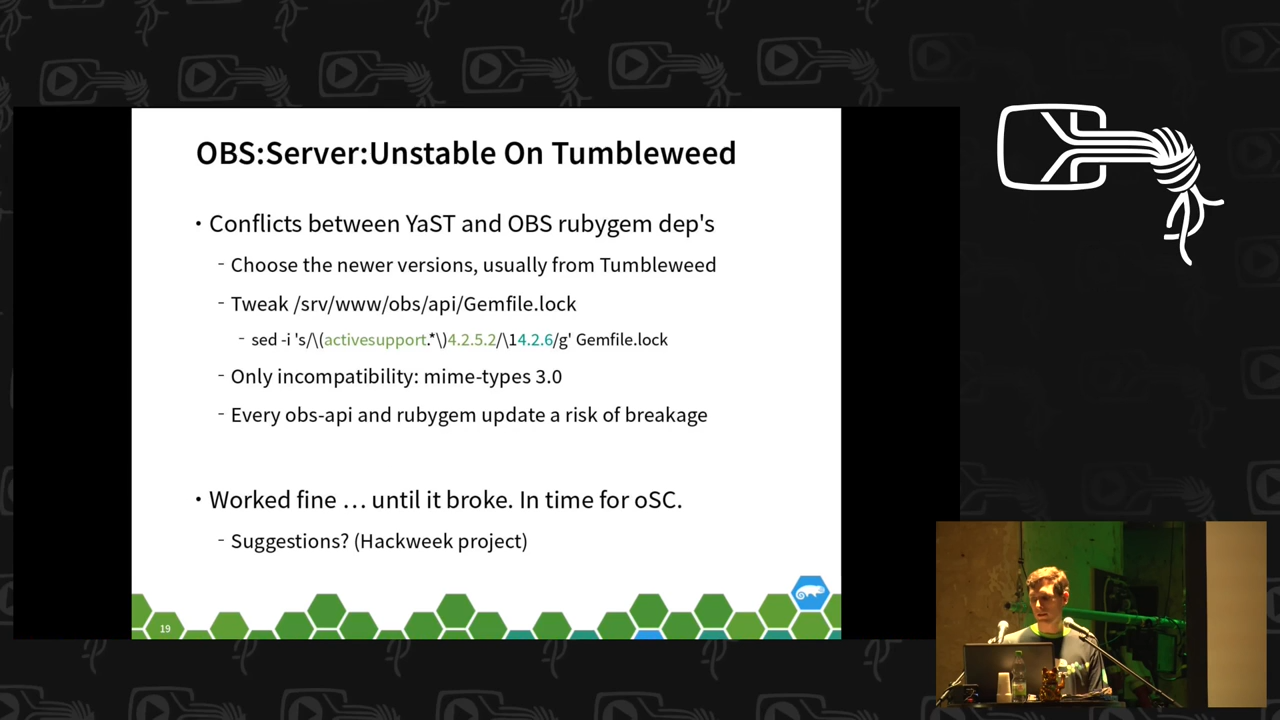 OBS:Server:Unstable On Tumbleweed
• Conflicts between YaST and OBS rubygem dep's
- Choose the newer versions, usually from Tumbleweed
- Tweak /srv/www/obs/api/Gemfile.lock
- sed -i 's/\(activesupport.*\)4.2.5.2/\14.2.6/g' Gemfile.lock
- Only incompatibility: mime-types 3.0
- Every obs-api and rubygem update a risk of breakage
• Worked fine … until it broke. In time for oSC.
- Suggestions? (Hackweek project)
19